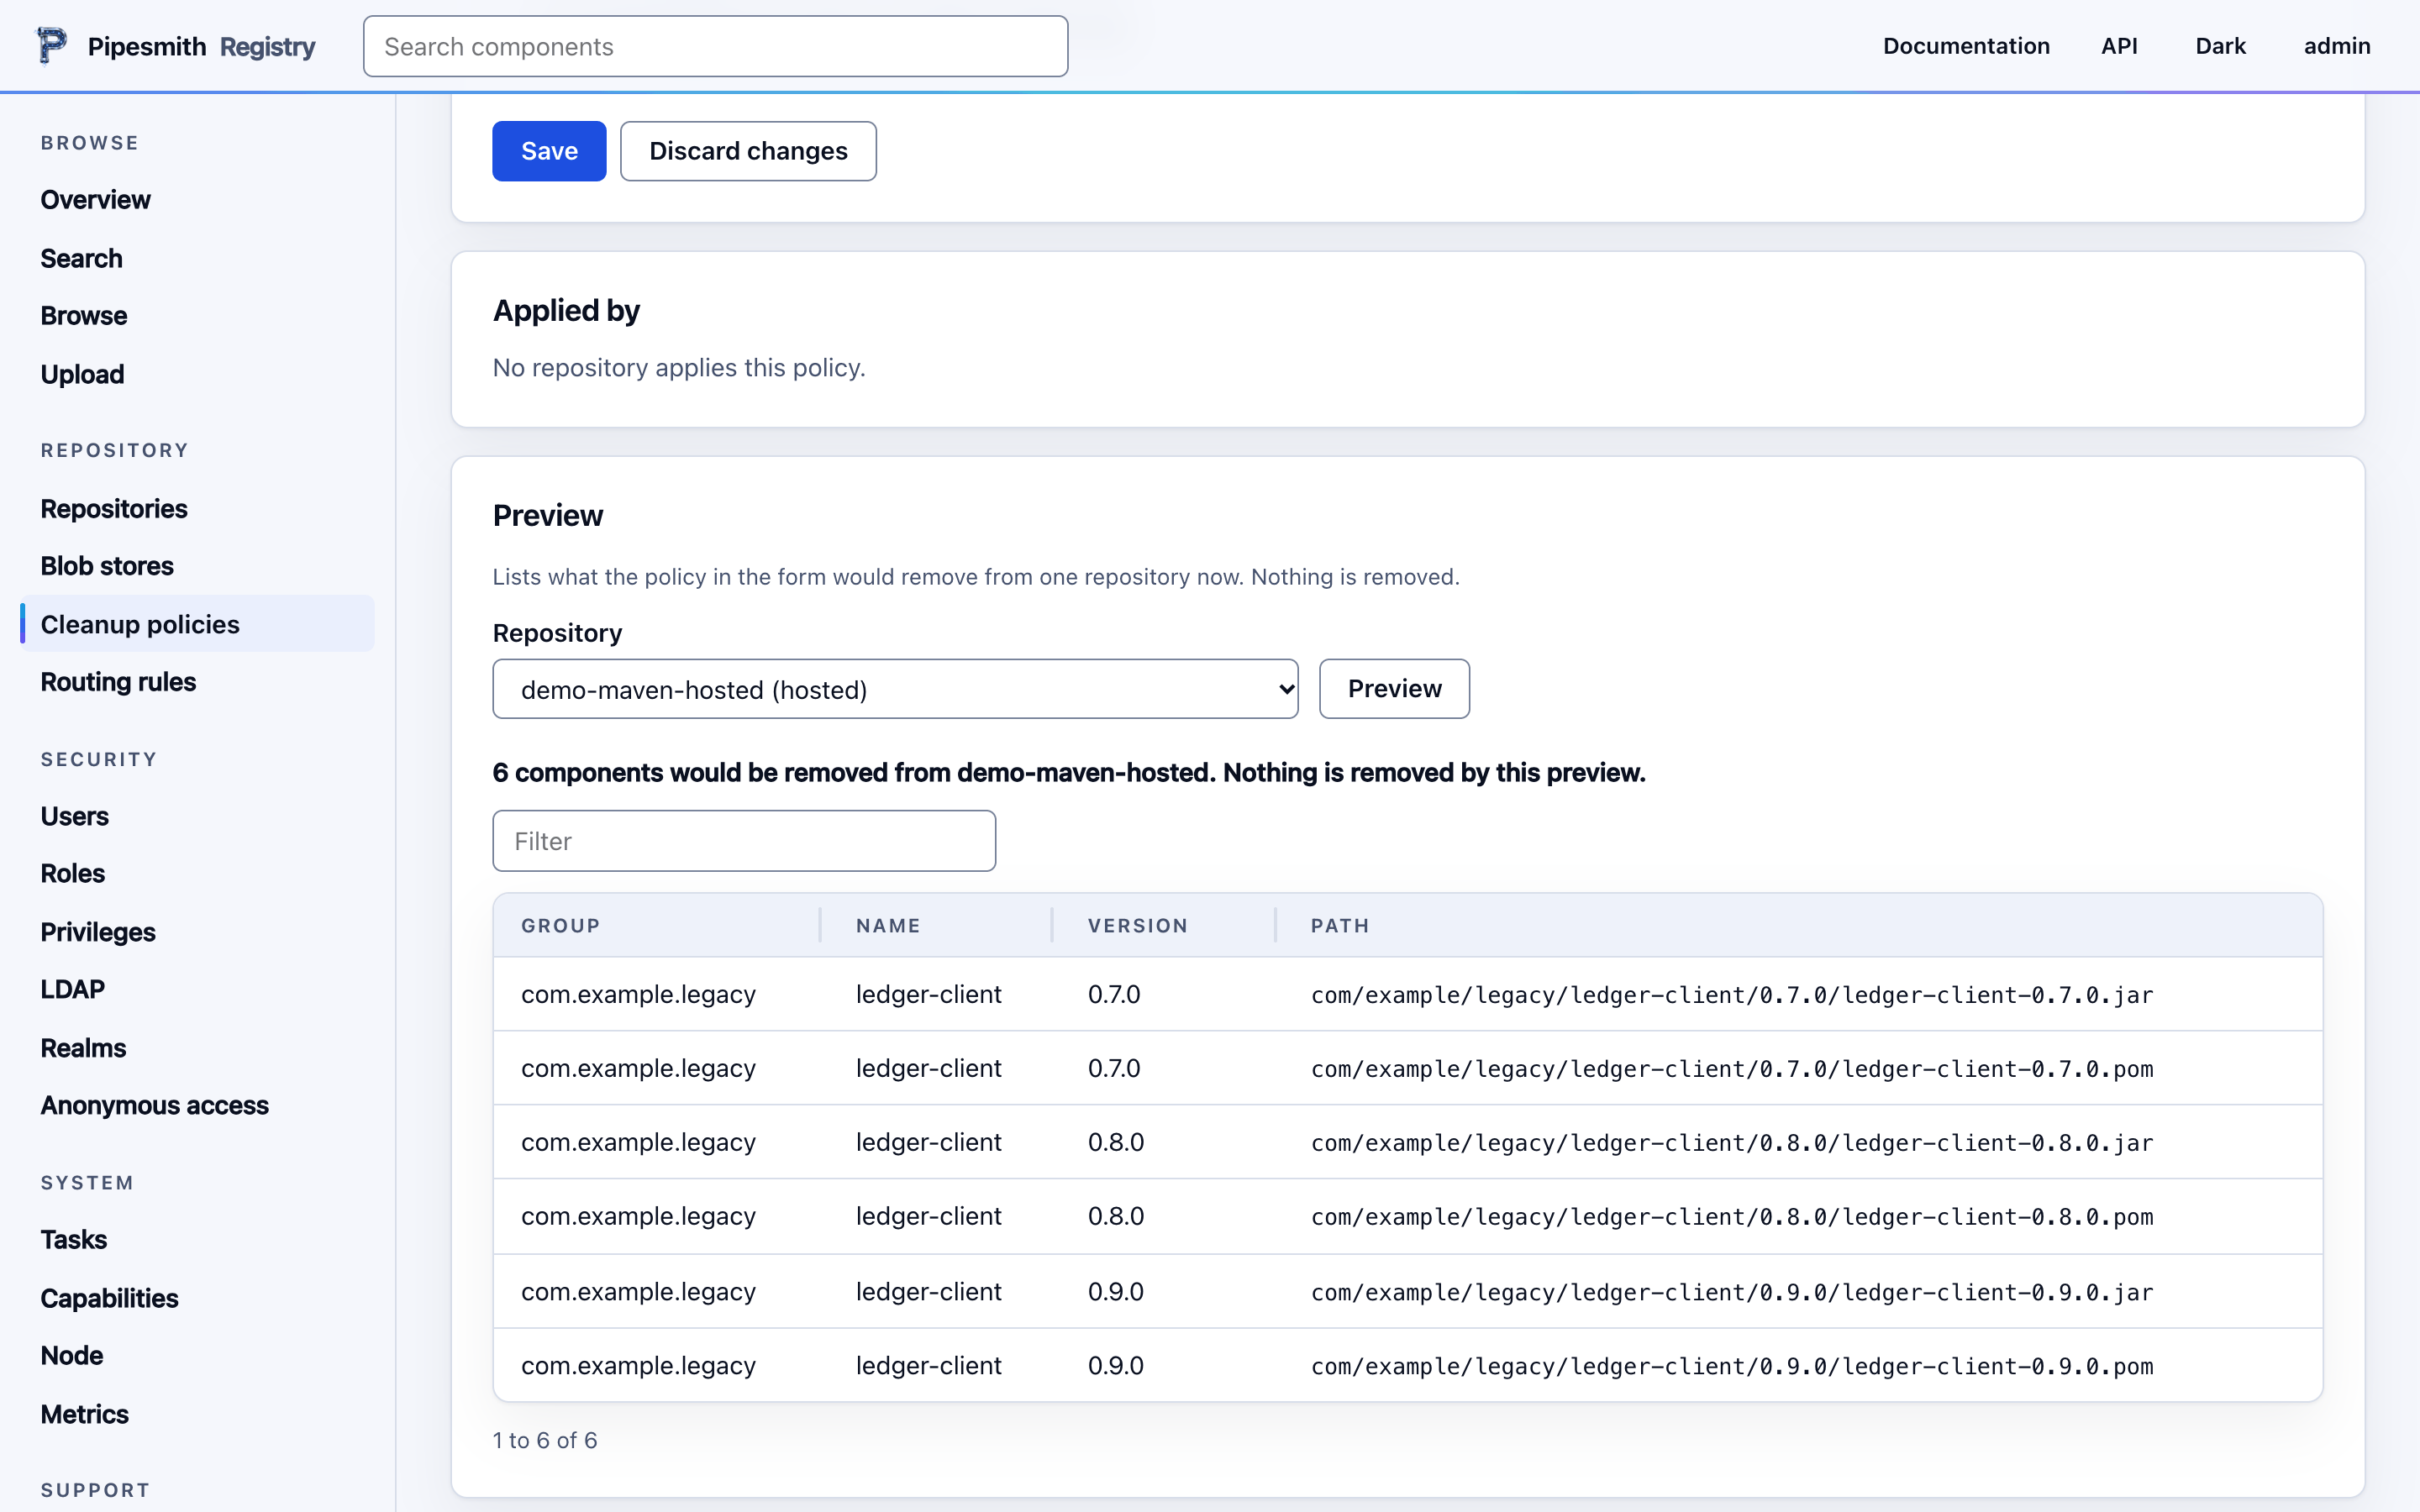 Pipesmith Registry
Search components
Documentation
API
Dark
admin
BROWSE
Overview
Search
Browse
Upload
REPOSITORY
Repositories
Blob stores
Cleanup policies
Routing rules
SECURITY
Users
Roles
Privileges
LDAP
Realms
Anonymous access
SYSTEM
Tasks
Capabilities
Node
Metrics
SUPPORT
Save
Discard changes
Applied by
No repository applies this policy.
Preview
Lists what the policy in the form would remove from one repository now. Nothing is removed.
Repository
demo-maven-hosted (hosted)
Preview
6 components would be removed from demo-maven-hosted. Nothing is removed by this preview.
Filter
GROUP NAME VERSION PATH
com.example.legacy ledger-client 0.7.0 com/example/legacy/ledger-client/0.7.0/ledger-client-0.7.0.jar
com.example.legacy ledger-client 0.7.0 com/example/legacy/ledger-client/0.7.0/ledger-client-0.7.0.pom
com.example.legacy ledger-client 0.8.0 com/example/legacy/ledger-client/0.8.0/ledger-client-0.8.0.jar
com.example.legacy ledger-client 0.8.0 com/example/legacy/ledger-client/0.8.0/ledger-client-0.8.0.pom
com.example.legacy ledger-client 0.9.0 com/example/legacy/ledger-client/0.9.0/ledger-client-0.9.0.jar
com.example.legacy ledger-client 0.9.0 com/example/legacy/ledger-client/0.9.0/ledger-client-0.9.0.pom
1 to 6 of 6